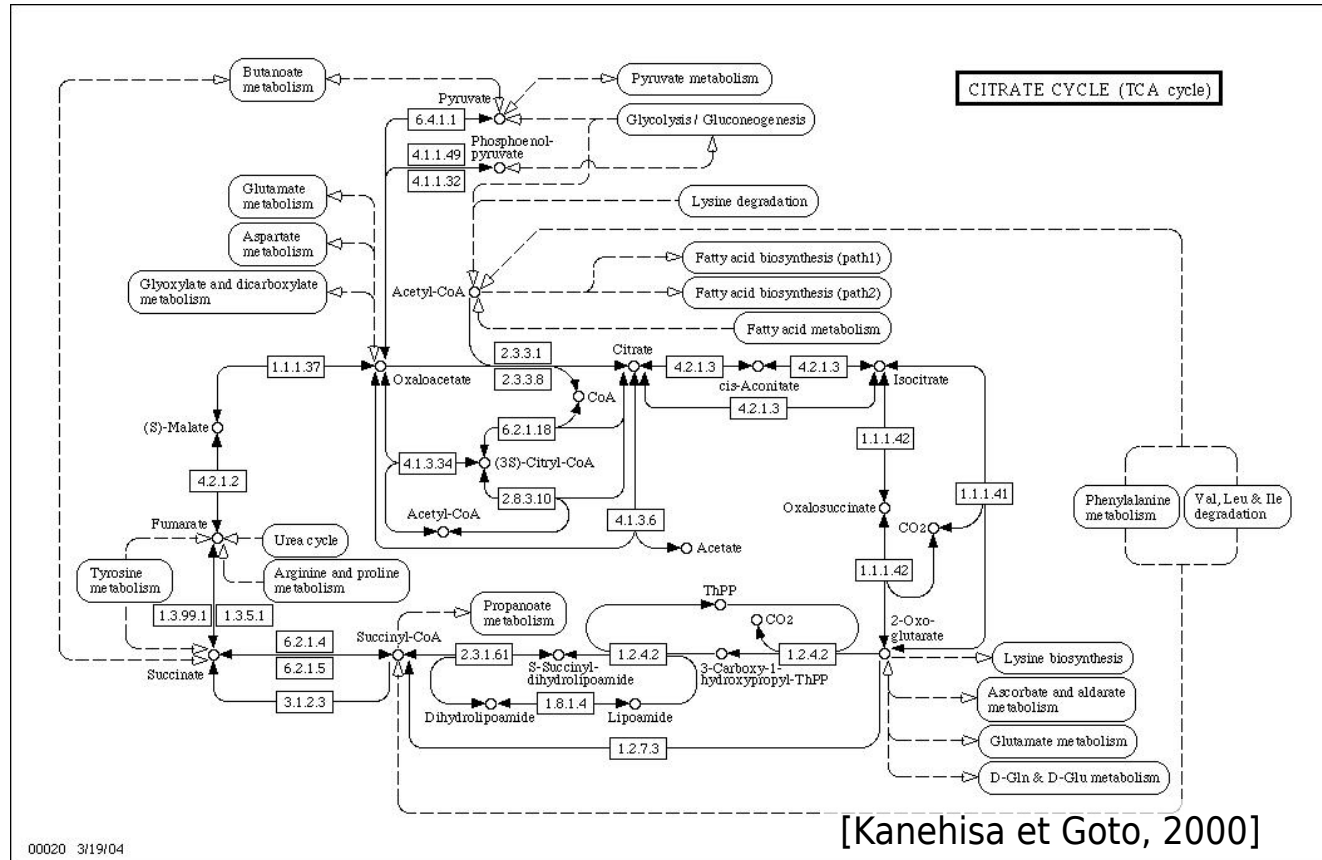 Butanoate
metabolism
Pyruvate metabolism
CITRATE CYCLE (TCA cycle)
Pyruvate
6.4.1.1
Glycolysis / Gluconeogenesis
Phosphoenol-
pyruvate
4.1.1.49
4.1.1.32
Glutamate
metabolism
Lysine degradation
Aspartate
metabolism
Fatty acid biosynthesis (path1)
Glyoxylate and dicarboxylate
metabolism
Acetyl-CoA
Fatty acid biosynthesis (path2)
Fatty acid metabolism
1.1.1.37
Oxaloacetate
2.3.3.1
2.3.3.8
Citrate
4.2.1.3
cis-Aconitate
4.2.1.3
Isocitrate
4.2.1.3
CoA
(S)-Malate
6.2.1.18
1.1.1.42
4.1.3.34
(3S)-Citryl-CoA
4.2.1.2
2.8.3.10
1.1.1.41
Phenylalanine
metabolism
Val, Leu & Ile
degradation
Acetyl-CoA
4.1.3.6
Oxalosuccinate
CO2
Fumarate
Urea cycle
Acetate
Tyrosine
metabolism
Arginine and proline
metabolism
1.1.1.42
1.3.99.1
1.3.5.1
Propanoate
metabolism
ThPP
CO2
2-Oxo-
glutarate
6.2.1.4
6.2.1.5
Succinyl-CoA
2.3.1.61
S-Succinyl-
dihydrolipoamide
1.2.4.2
3-Carboxy-1-
hydroxypropyl-ThPP
1.2.4.2
Lysine biosynthesis
Succinate
3.1.2.3
Dihydrolipoamide
1.8.1.4
Lipoamide
Ascorbate and aldarate
metabolism
1.2.7.3
Glutamate metabolism
D-Gln & D-Glu metabolism
[Kanehisa et Goto, 2000]
00020 3/19/04